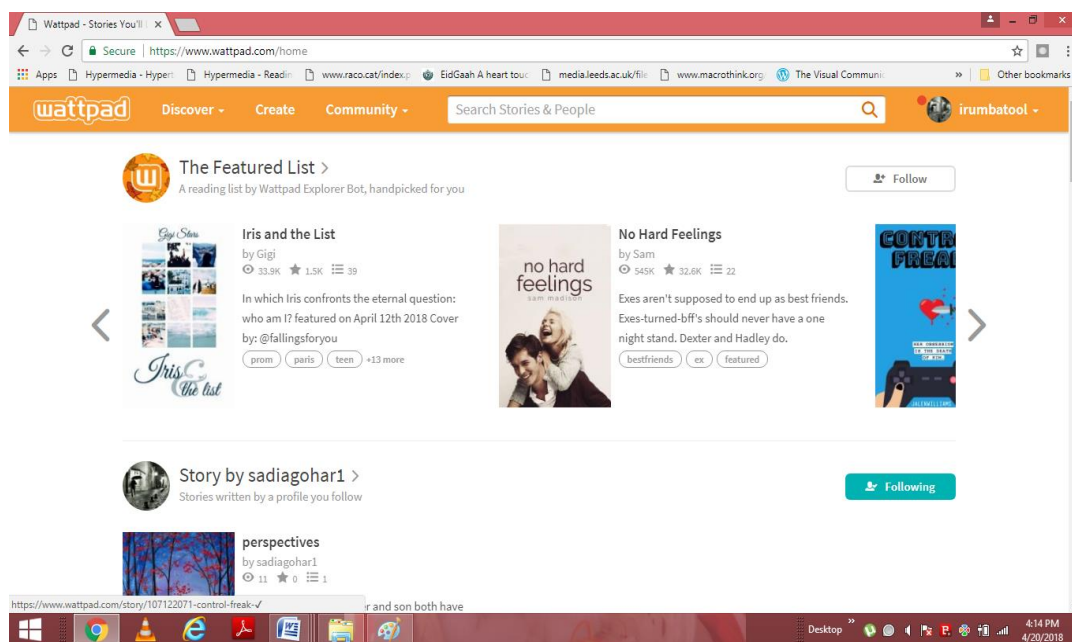 Wattpad - Stories You'll
Secure | https://www.wattpad.com/home
Apps Hypermedia - Hypert Hypermedia - Readin www.raco.cat/index.p EidGaah A heart touc media.leeds.ac.uk/file www.macrothink.org The Visual Communic » Other bookmarks
wattpad Discover Create Community Search Stories & People irumbatool
The Featured List >
A reading list by Wattpad Explorer Bot, handpicked for you
Follow
Gigi Stars
Iris
the list
Iris and the List
by Gigi
33.9K 1.5K 39
In which Iris confronts the eternal question:
who am I? featured on April 12th 2018 Cover
by: @fallingsforyou
prom paris teen +13 more
no hard
feelings
sam madison
No Hard Feelings
by Sam
545K 32.6K 22
Exes aren't supposed to end up as best friends.
Exes-turned-bff's should never have a one
night stand. Dexter and Hadley do.
bestfriends ex featured
CONTR
FREAK
Story by sadiagohar1 >
Stories written by a profile you follow
Following
perspectives
by sadiagohar1
11 0 1
r and son both have
https://www.wattpad.com/story/107122071-control-freak-✓
Desktop » 4:14 PM
4/20/2018